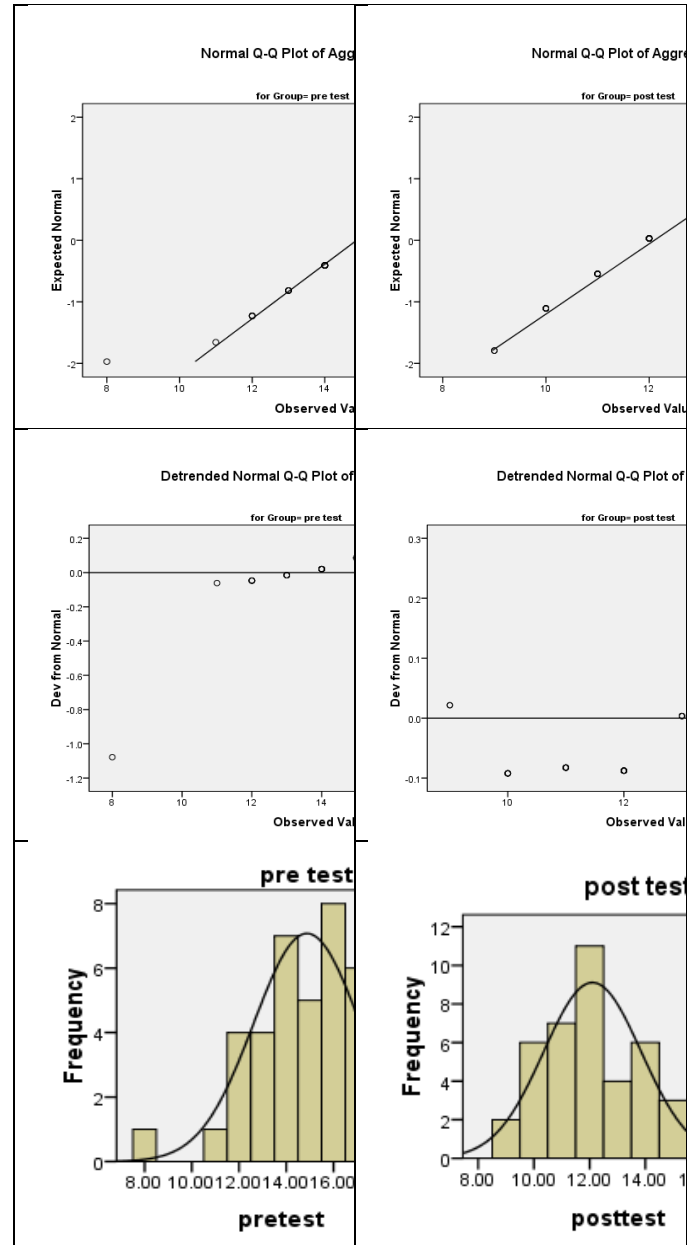 Normal Q-Q Plot of Agg
for Group= pre test
Expected Normal
2
1
0
-1
-2
8 10 12 14
Observed Va
Normal Q-Q Plot of Aggre
for Group= post test
Expected Normal
2
1
0
-1
-2
8 10 12
Observed Valu
Detrended Normal Q-Q Plot of
for Group= pre test
Dev from Normal
0.2
0.0
-0.2
-0.4
-0.6
-0.8
-1.0
-1.2
8 10 12 14
Observed Val
Detrended Normal Q-Q Plot of
for Group= post test
Dev from Normal
0.3
0.2
0.1
0.0
-0.1
10 12
Observed Val
pre test
Frequency
8
6
4
2
0
8.00 10.00 12.00 14.00 16.00
pretest
post test
Frequency
12
10
8
6
4
2
0
8.00 10.00 12.00 14.00 1
posttest